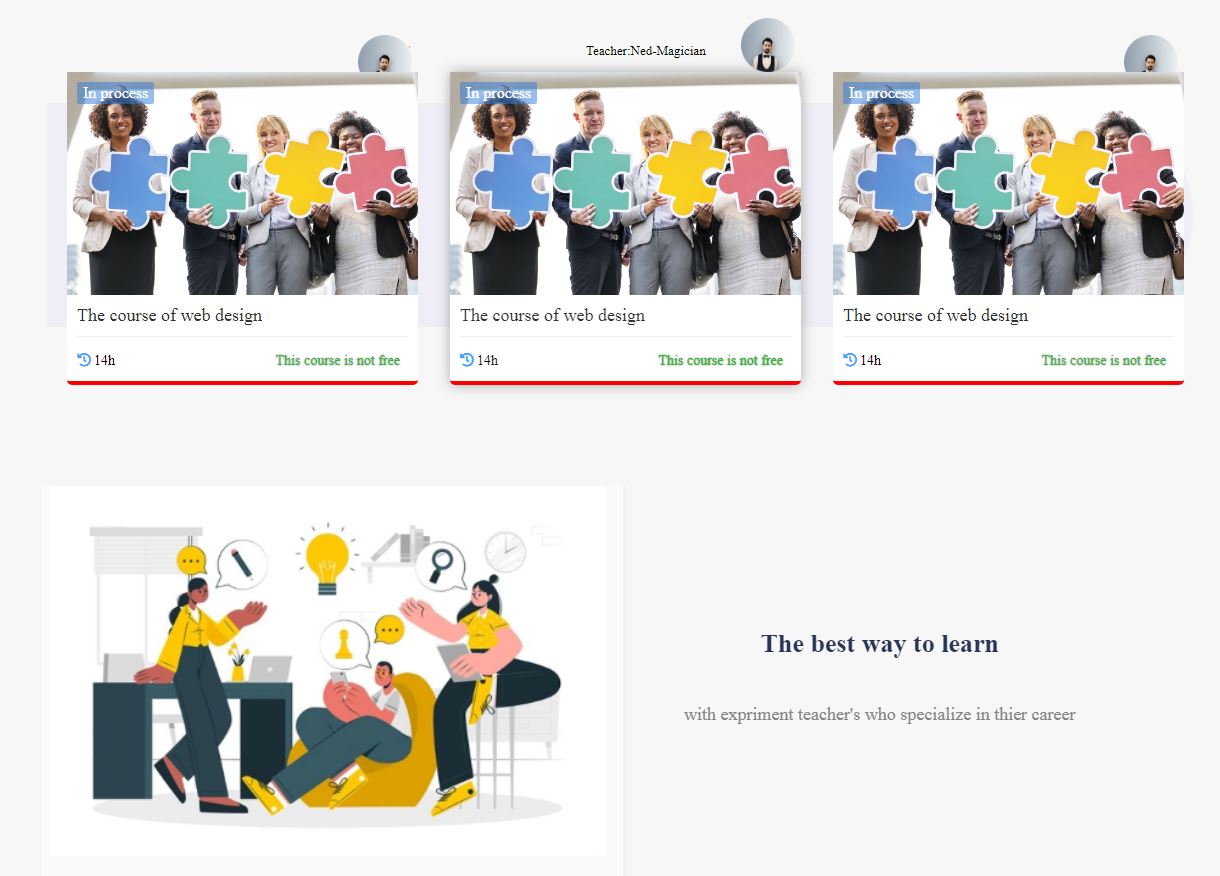 Teacher:Ned-Magician
In process
In process
In process
The course of web design
The course of web design
The course of web design
14h
This course is not free
14h
This course is not free
14h
This course is not free
The best way to learn
with expriment teacher's who specialize in thier career